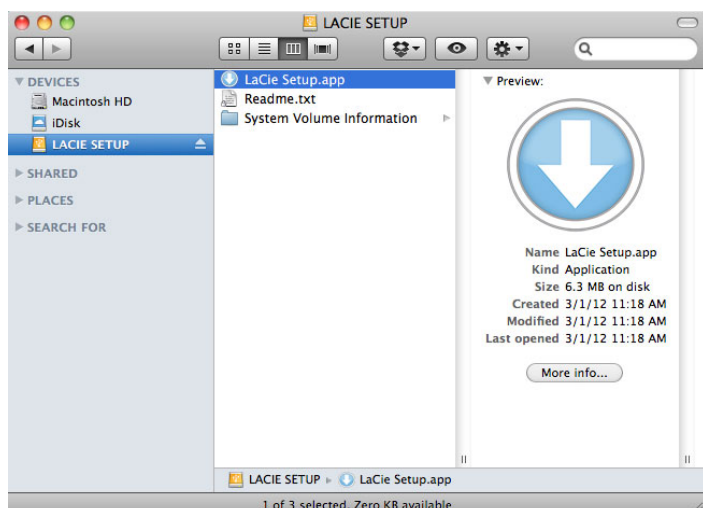 LACIE SETUP
DEVICES
Macintosh HD
iDisk
LACIE SETUP
SHARED
PLACES
SEARCH FOR
LaCie Setup.app
Readme.txt
System Volume Information
Preview:
Name LaCie Setup.app
Kind Application
Size 6.3 MB on disk
Created 3/1/12 11:18 AM
Modified 3/1/12 11:18 AM
Last opened 3/1/12 11:18 AM
More info...
LACIE SETUP LaCie Setup.app
1 of 3 selected, Zero KB available